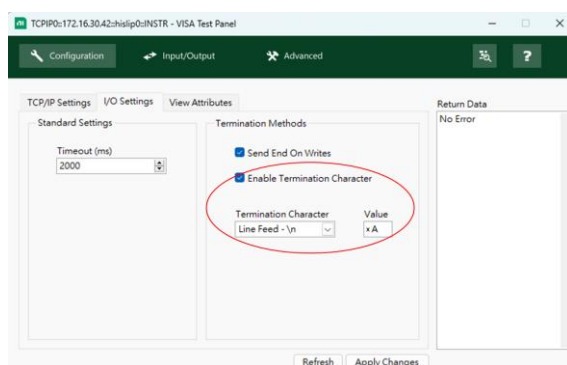 TCPIP0::172.16.30.42::hislip0::INSTR - VISA Test Panel
Configuration Input/Output Advanced
?
TCP/IP Settings I/O Settings View Attributes
Return Data
Standard Settings
Termination Methods
No Error
Timeout (ms)
2000
Send End On Writes
Enable Termination Character
Termination Character Value
Line Feed - \n xA
Refresh Apply Changes